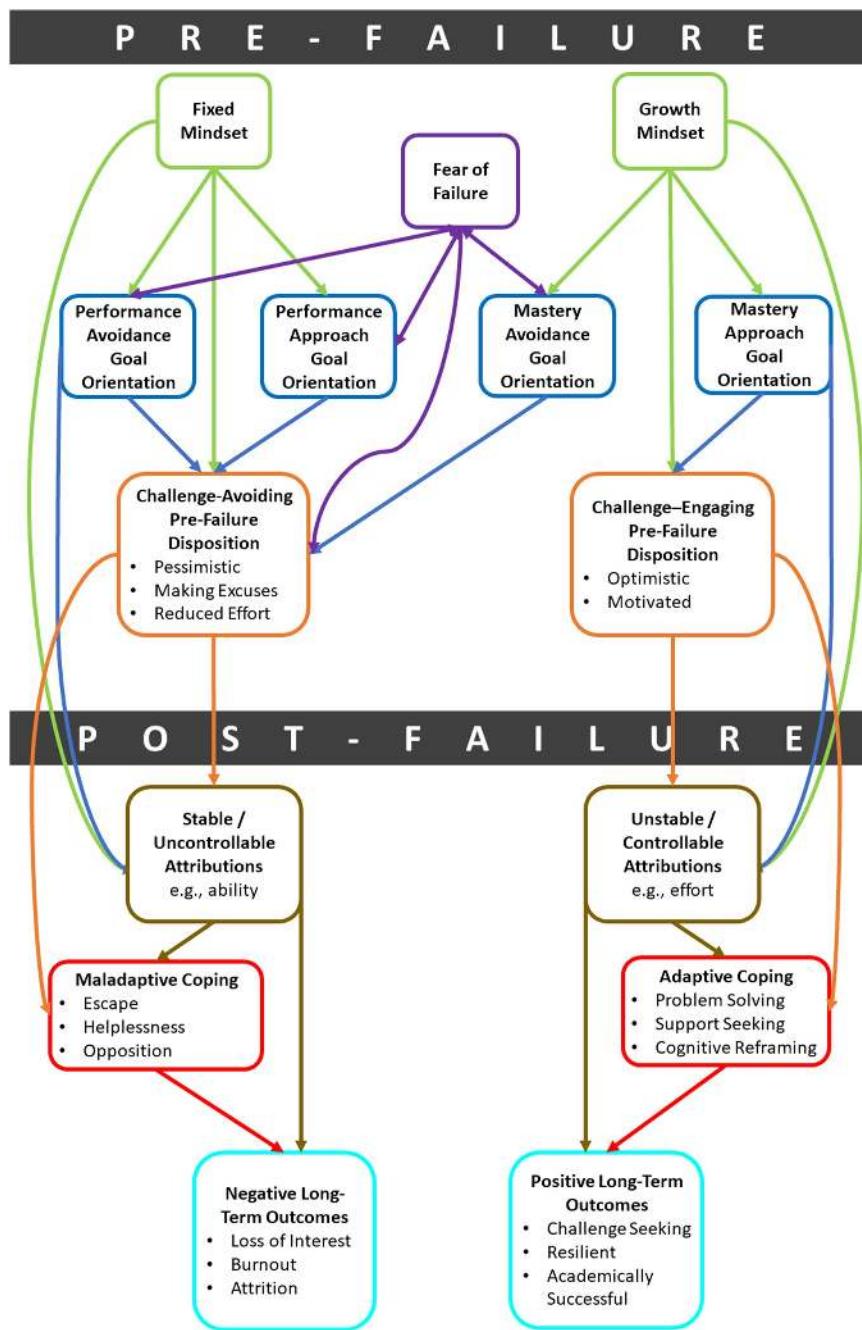 PRE-FAILURE
Fixed
Mindset
Growth
Mindset
Fear of
Failure
Performance
Avoidance
Goal
Orientation
Performance
Approach
Goal
Orientation
Mastery
Avoidance
Goal
Orientation
Mastery
Approach
Goal
Orientation
Challenge-Avoiding
Pre-Failure
Disposition
• Pessimistic
• Making Excuses
• Reduced Effort
Challenge–Engaging
Pre-Failure
Disposition
• Optimistic
• Motivated
POST-FAILURE
Stable /
Uncontrollable
Attributions
e.g., ability
Unstable /
Controllable
Attributions
e.g., effort
Maladaptive Coping
• Escape
• Helplessness
• Opposition
Adaptive Coping
• Problem Solving
• Support Seeking
• Cognitive Reframing
Negative Long-
Term Outcomes
• Loss of Interest
• Burnout
• Attrition
Positive Long-Term
Outcomes
• Challenge Seeking
• Resilient
• Academically
Successful